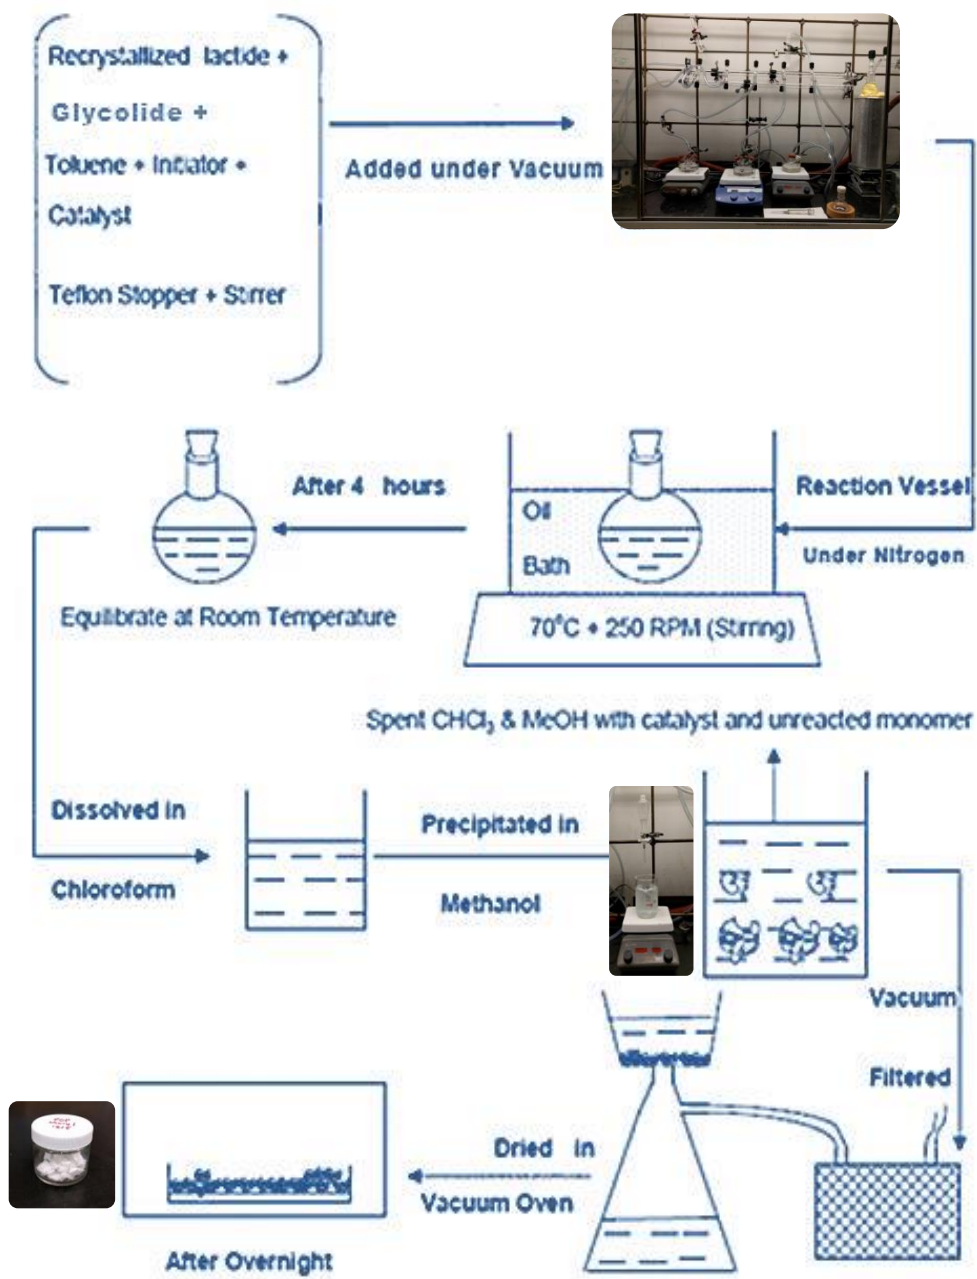 Recrystallized lactide +
Glycolide +
Toluene + Initiator +
Catalyst
Teflon Stopper + Stirrer
Added under Vacuum
Reaction Vessel
Under Nitrogen
Oil
Bath
70°C + 250 RPM (Stirring)
After 4 hours
Equilibrate at Room Temperature
Dissolved in
Chloroform
Precipitated in
Methanol
Spent CHCl₃ & MeOH with catalyst and unreacted monomer
Vacuum
Filtered
Dried in
Vacuum Oven
After Overnight